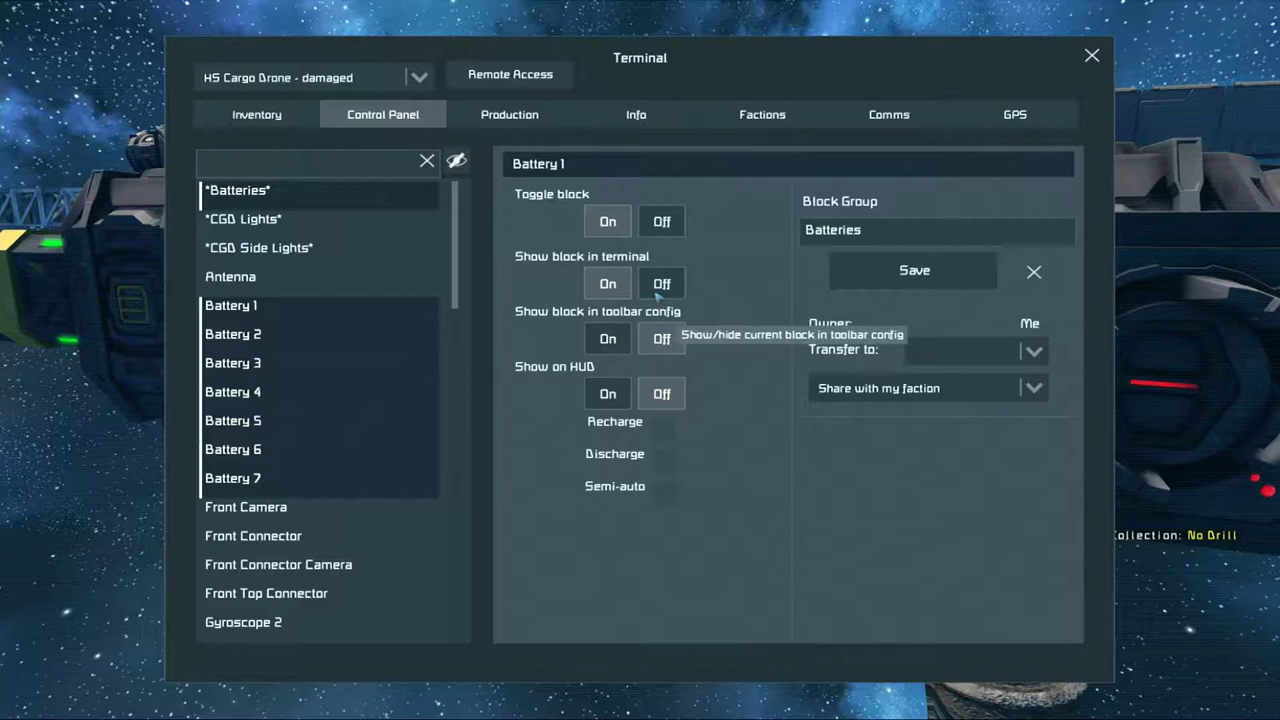 Terminal
HS Cargo Drone - damaged
Remote Access
Inventory
Control Panel
Production
Info
Factions
Comms
GPS
*Batteries*
*CGD Lights*
*CGD Side Lights*
Antenna
Battery 1
Battery 2
Battery 3
Battery 4
Battery 5
Battery 6
Battery 7
Front Camera
Front Connector
Front Connector Camera
Front Top Connector
Gyroscope 2
Battery 1
Toggle block
On Off
Show block in terminal
On Off
Show block in toolbar config
On Off
Show/hide current block in toolbar config
Show on HUD
On Off
Recharge
Discharge
Semi-auto
Block Group
Batteries
Save
Owner: Me
Transfer to:
Share with my faction
Collection: No Drill